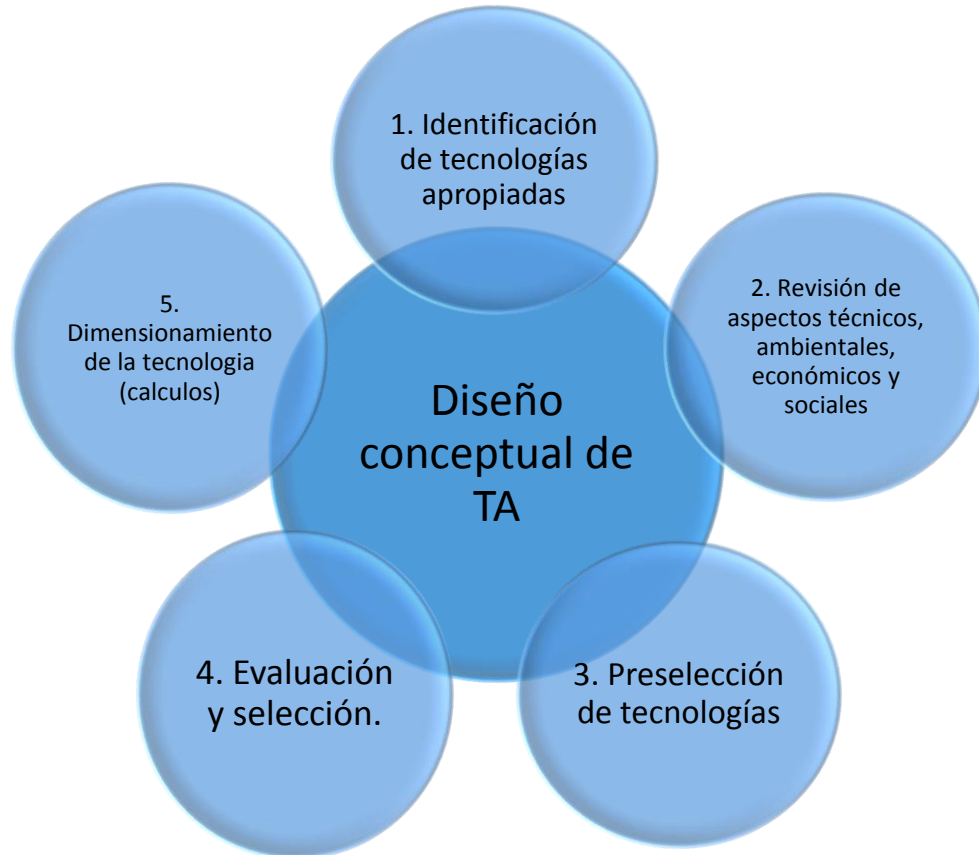 1. Identificación
de tecnologías
apropiadas
2. Revisión de
aspectos técnicos,
ambientales,
económicos y
sociales
3. Preselección
de tecnologías
4. Evaluación
y selección.
5.
Dimensionamiento
de la tecnologia
(calculos)
Diseño
conceptual de
TA